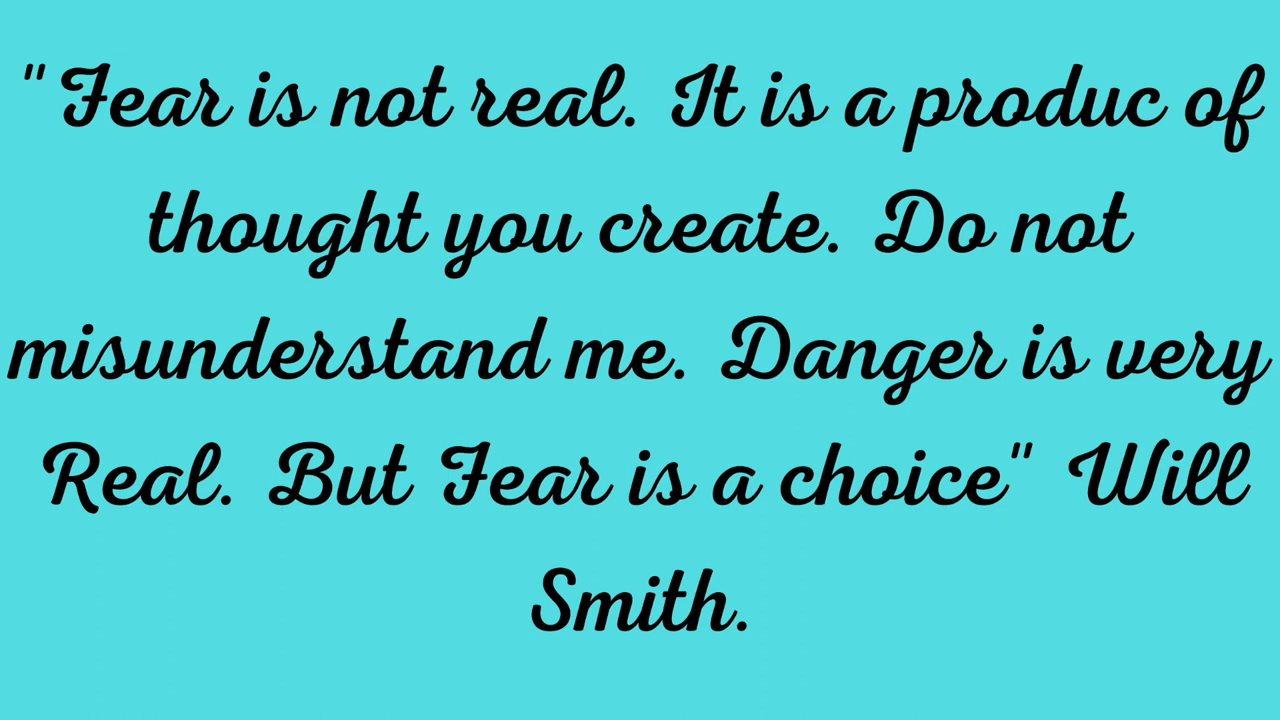 "Fear is not real. It is a produc of
thought you create. Do not
misunderstand me. Danger is very
Real. But Fear is a choice" Will
Smith.